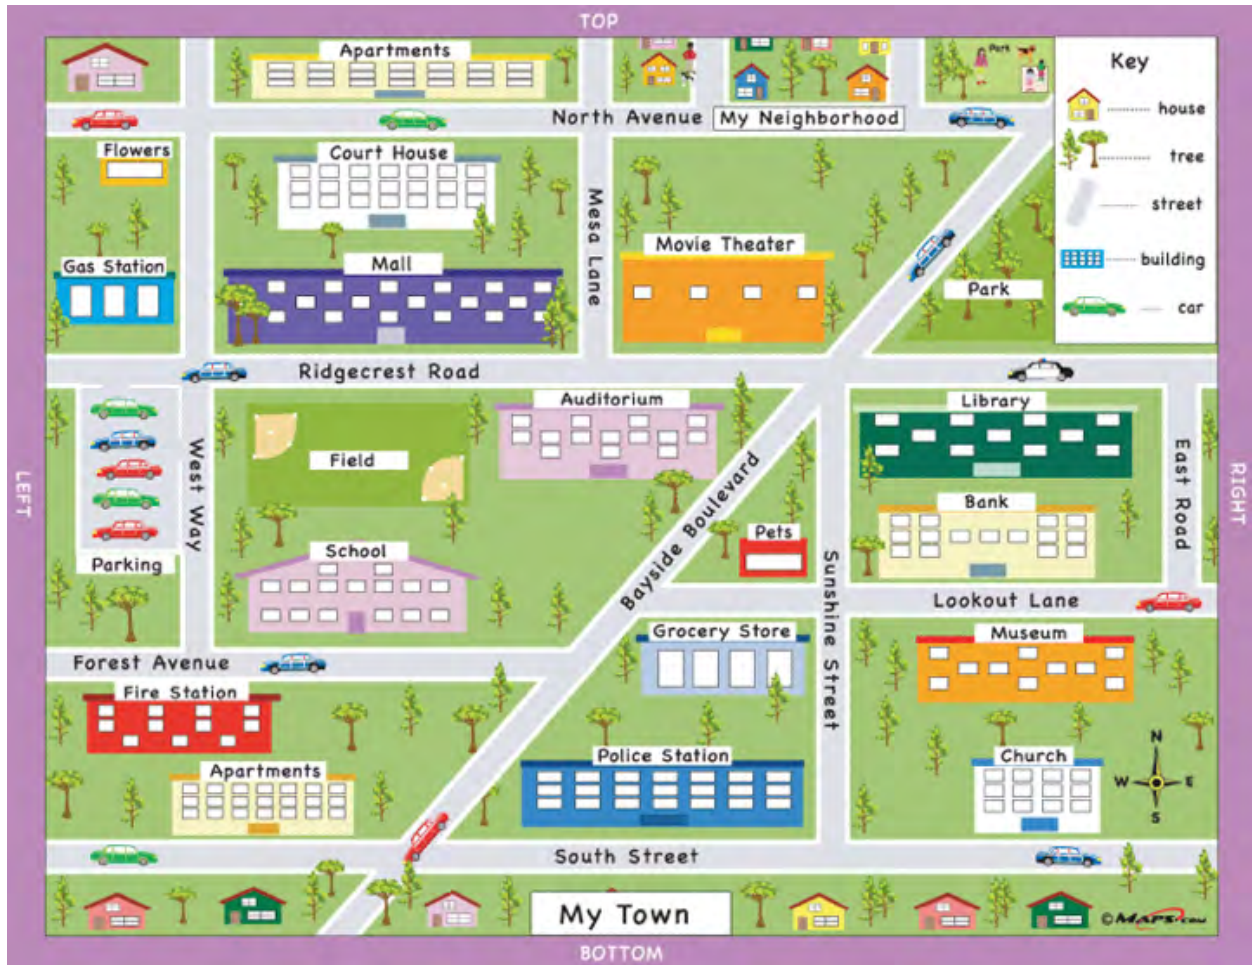 TOP
Apartments
Park
Key
North Avenue
My Neighborhood
house
Flowers
Court House
tree
Mesa Lane
street
Movie Theater
Gas Station
Mall
building
Park
car
Ridgecrest Road
Auditorium
Library
Field
West Way
LEFT
RIGHT
East Road
Bayside Boulevard
Bank
Pets
School
Parking
Sunshine Street
Lookout Lane
Grocery Store
Museum
Forest Avenue
Fire Station
Police Station
Church
N
W
E
S
Apartments
South Street
My Town
©MAPS.com
BOTTOM